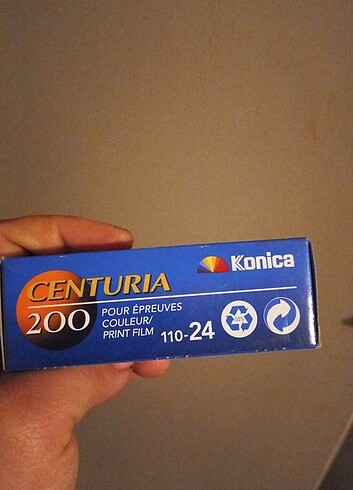 Konica
CENTURIA
200
POUR ÉPREUVES
COULEUR/
PRINT FILM
110-24